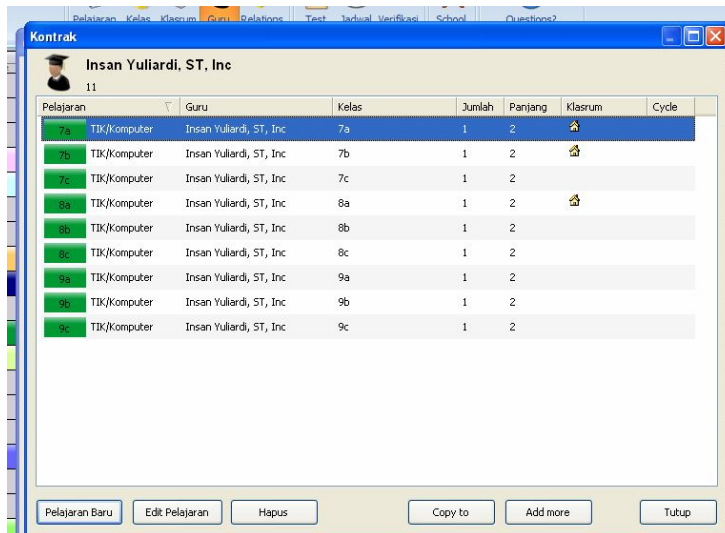 Pelajaran Kelas Klasrum Guru Relations Test Jadwal Verifikasi School Questions?
Kontrak
Insan Yuliardi, ST, Inc
11
Pelajaran Guru Kelas Jumlah Panjang Klasrum Cycle
7a TIK/Komputer Insan Yuliardi, ST, Inc 7a 1 2
7b TIK/Komputer Insan Yuliardi, ST, Inc 7b 1 2
7c TIK/Komputer Insan Yuliardi, ST, Inc 7c 1 2
8a TIK/Komputer Insan Yuliardi, ST, Inc 8a 1 2
8b TIK/Komputer Insan Yuliardi, ST, Inc 8b 1 2
8c TIK/Komputer Insan Yuliardi, ST, Inc 8c 1 2
9a TIK/Komputer Insan Yuliardi, ST, Inc 9a 1 2
9b TIK/Komputer Insan Yuliardi, ST, Inc 9b 1 2
9c TIK/Komputer Insan Yuliardi, ST, Inc 9c 1 2
Pelajaran Baru Edit Pelajaran Hapus Copy to Add more Tutup